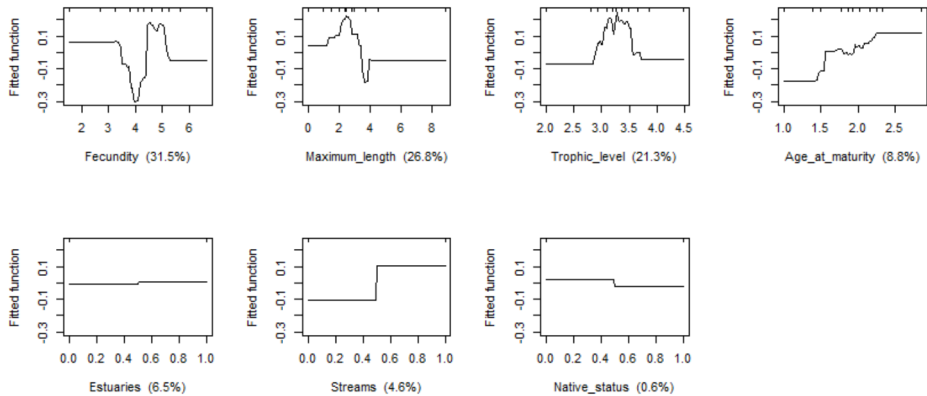 Fitted function
0.1
-0.1
-0.3
2 3 4 5 6
Fecundity (31.5%)
Fitted function
0.1
-0.1
-0.3
0 2 4 6 8
Maximum_length (26.8%)
Fitted function
0.1
-0.1
-0.3
2.0 2.5 3.0 3.5 4.0 4.5
Trophic_level (21.3%)
Fitted function
0.1
-0.1
-0.3
1.0 1.5 2.0 2.5
Age_at_maturity (8.8%)
Fitted function
0.1
-0.1
-0.3
0.0 0.2 0.4 0.6 0.8 1.0
Estuaries (6.5%)
Fitted function
0.1
-0.1
-0.3
0.0 0.2 0.4 0.6 0.8 1.0
Streams (4.6%)
Fitted function
0.1
-0.1
-0.3
0.0 0.2 0.4 0.6 0.8 1.0
Native_status (0.6%)